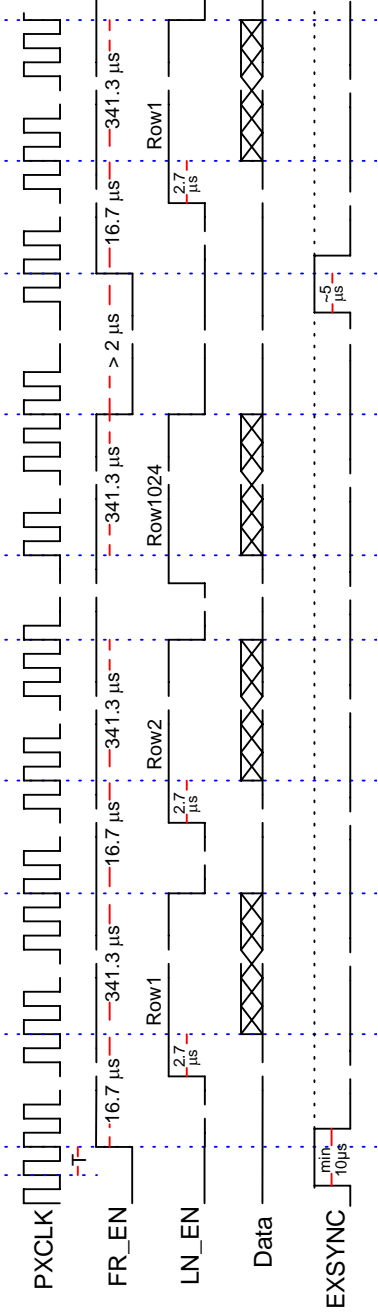 PXCLK
T
FR_EN
16.7 µs
341.3 µs
16.7 µs
341.3 µs
341.3 µs
> 2 µs
16.7 µs
341.3 µs
LN_EN
2.7
µs
Row1
2.7
µs
Row2
Row1024
2.7
µs
Row1
Data
EXSYNC
min
10µs
~5
µs